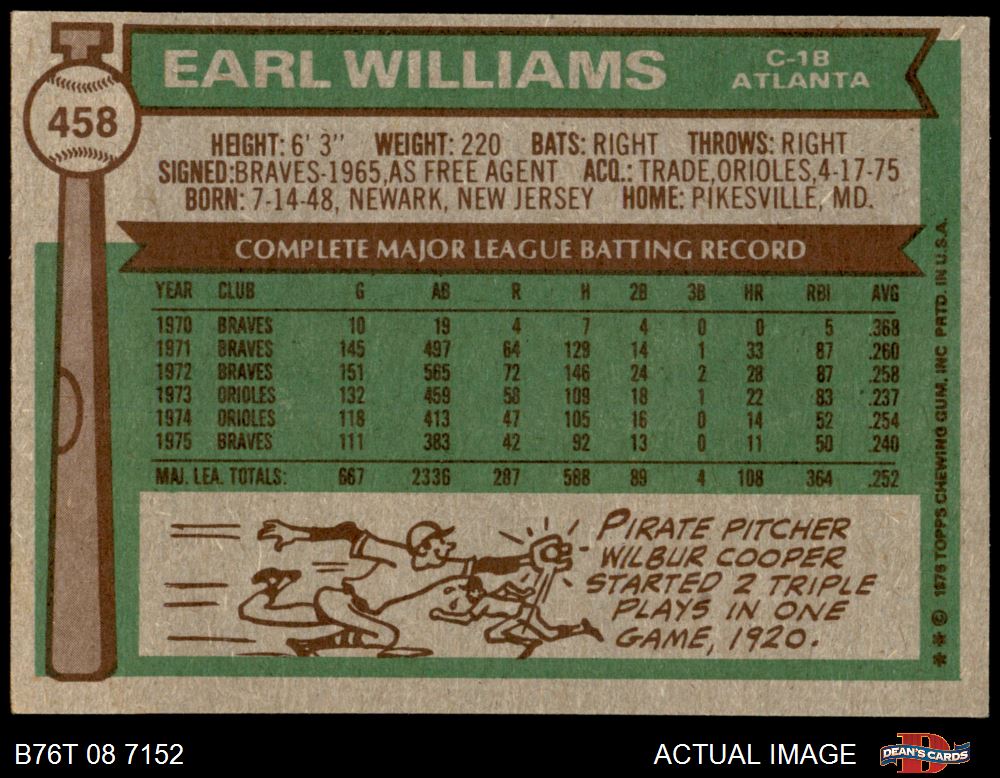 458
EARL WILLIAMS
C-1B
ATLANTA
HEIGHT: 6' 3" WEIGHT: 220 BATS: RIGHT THROWS: RIGHT
SIGNED:BRAVES-1965,AS FREE AGENT ACQ.: TRADE,ORIOLES,4-17-75
BORN: 7-14-48, NEWARK, NEW JERSEY HOME: PIKESVILLE, MD.
COMPLETE MAJOR LEAGUE BATTING RECORD
YEAR CLUB G AB R H 2B 3B HR RBI AVG
1970 BRAVES 10 19 4 7 4 0 0 5 .368
1971 BRAVES 145 497 64 129 14 1 33 87 .260
1972 BRAVES 151 565 72 146 24 2 28 87 .258
1973 ORIOLES 132 459 58 109 18 1 22 83 .237
1974 ORIOLES 118 413 47 105 16 0 14 52 .254
1975 BRAVES 111 383 42 92 13 0 11 50 .240
MAJ. LEA. TOTALS: 667 2336 287 588 89 4 108 364 .252
PIRATE PITCHER
WILBUR COOPER
STARTED 2 TRIPLE
PLAYS IN ONE
GAME, 1920.
** © 1976 TOPPS CHEWING GUM, INC PRTD. IN U.S.A.
B76T 08 7152
ACTUAL IMAGE
DEAN'S CARDS